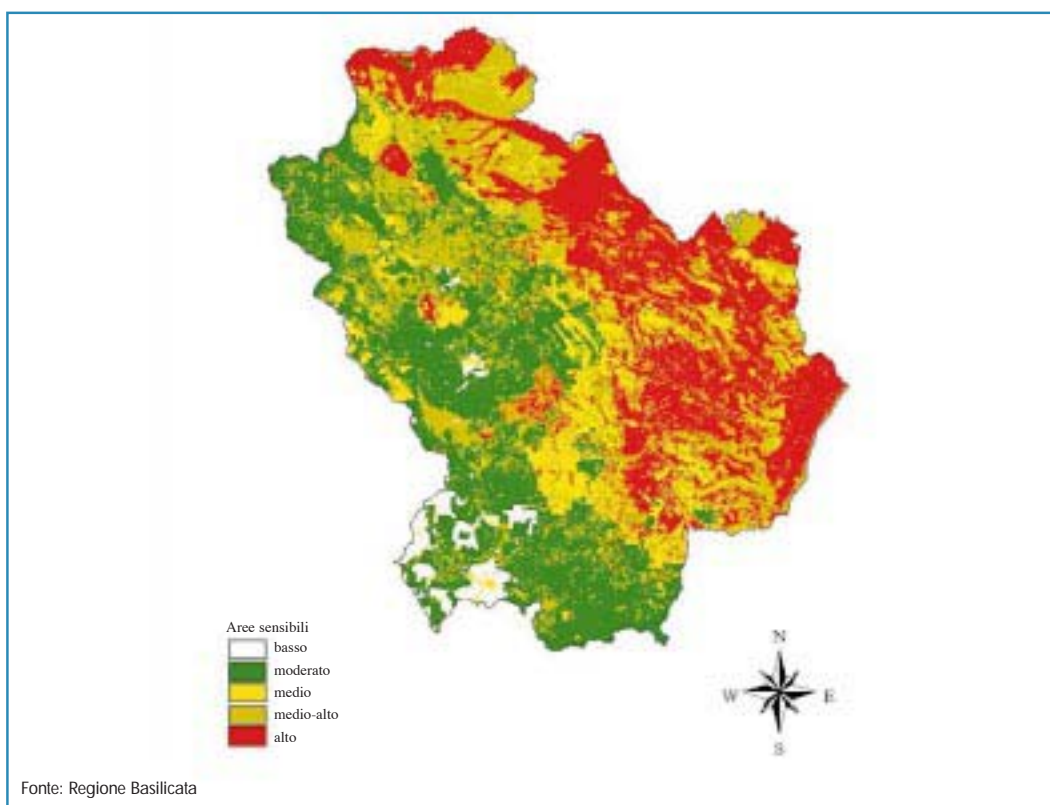 Aree sensibili
basso
moderato
medio
medio-alto
alto
N
W E
S
Fonte: Regione Basilicata